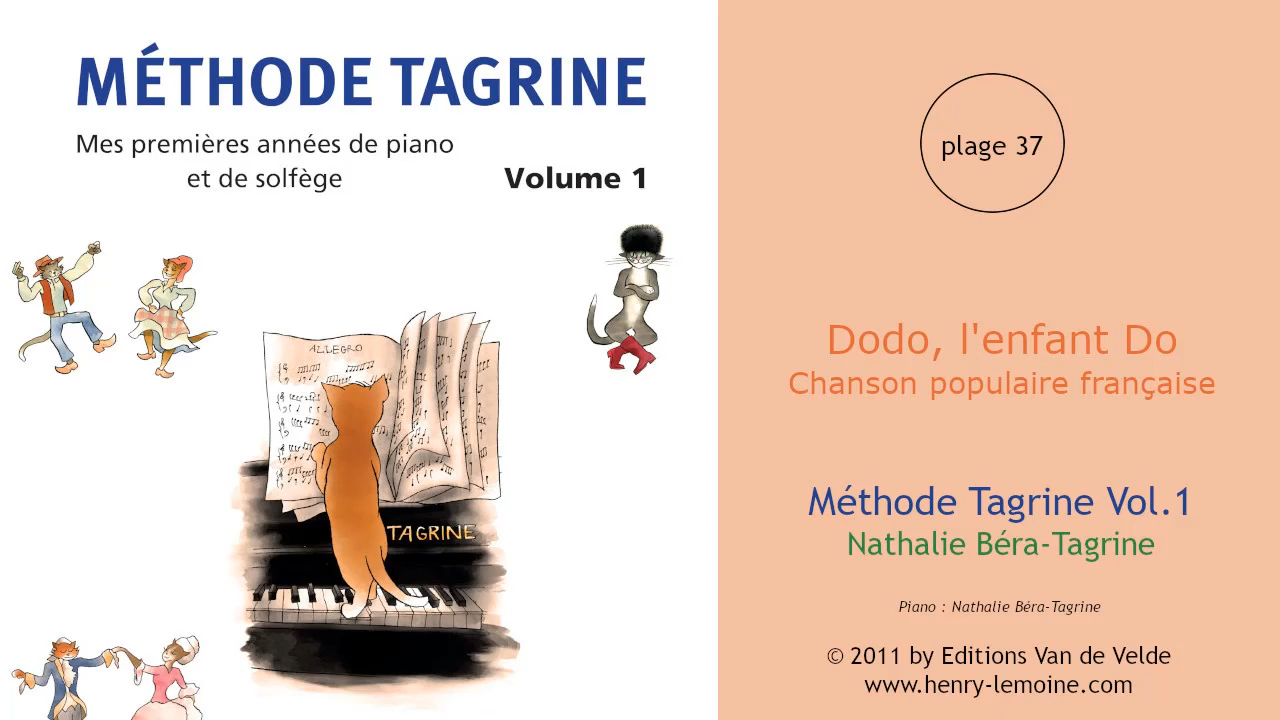 MÉTHODE TAGRINE
Mes premières années de piano
et de solfège
Volume 1
ALLEGRO
TAGRINE
plage 37
Dodo, l'enfant Do
Chanson populaire française
Méthode Tagrine Vol.1
Nathalie Béra-Tagrine
Piano : Nathalie Béra-Tagrine
© 2011 by Editions Van de Velde
www.henry-lemoine.com